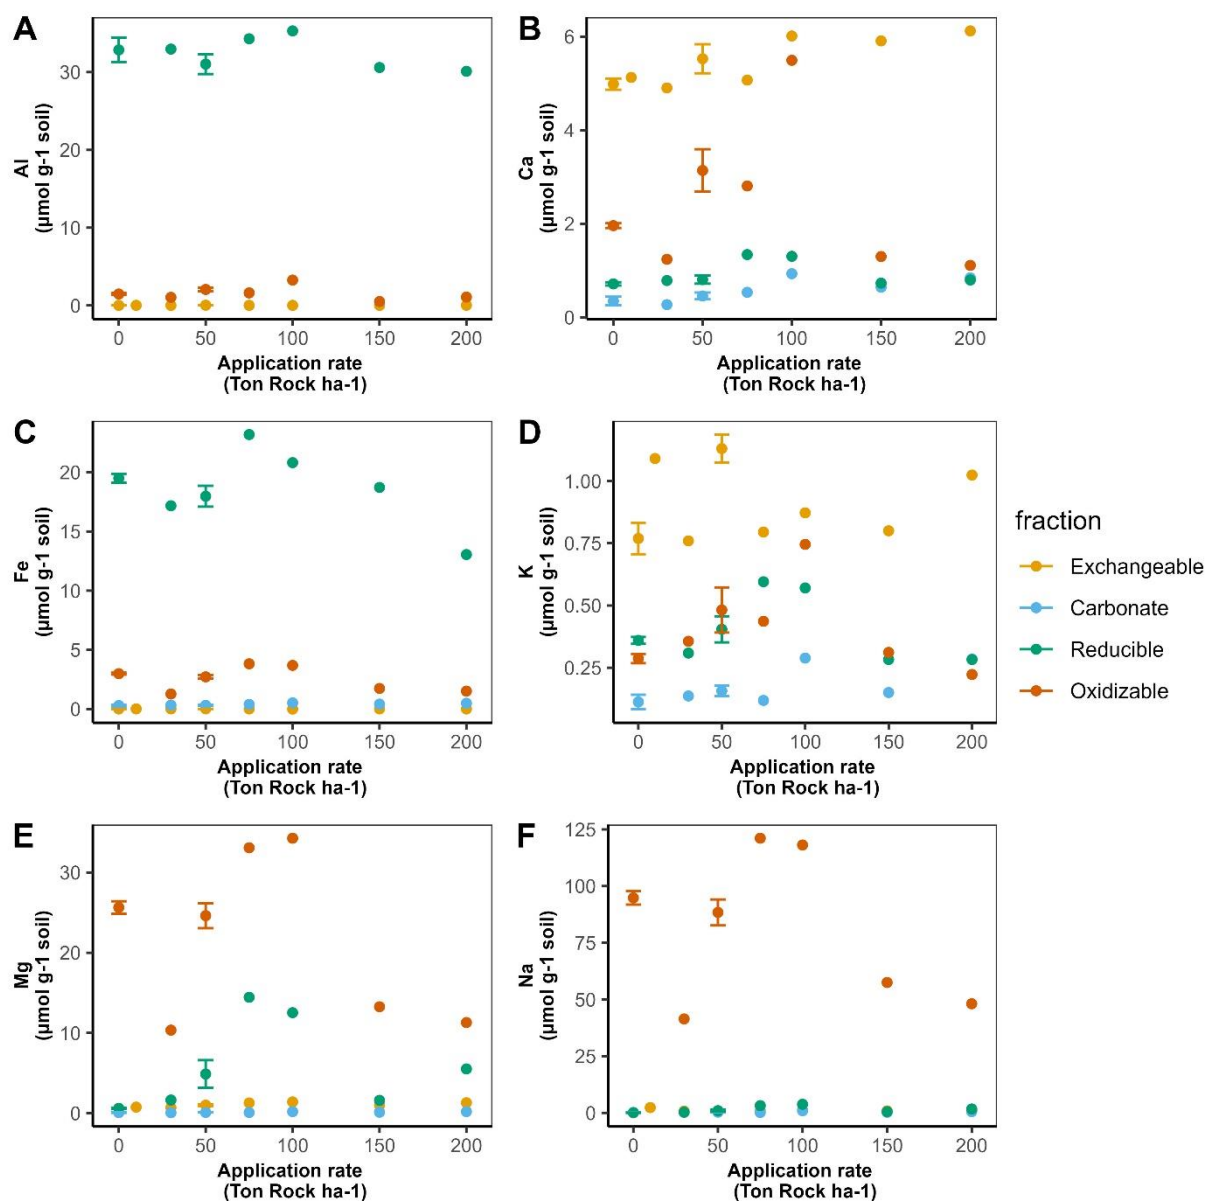 A
Al
(µmol g-1 soil)
30
20
10
0
0 50 100 150 200
Application rate
(Ton Rock ha-1)
B
Ca
(µmol g-1 soil)
6
4
2
0
0 50 100 150 200
Application rate
(Ton Rock ha-1)
C
Fe
(µmol g-1 soil)
20
15
10
5
0
0 50 100 150 200
Application rate
(Ton Rock ha-1)
D
K
(µmol g-1 soil)
1.00
0.75
0.50
0.25
0 50 100 150 200
Application rate
(Ton Rock ha-1)
fraction
Exchangeable
Carbonate
Reducible
Oxidizable
E
Mg
(µmol g-1 soil)
30
20
10
0
0 50 100 150 200
Application rate
(Ton Rock ha-1)
F
Na
(µmol g-1 soil)
125
100
75
50
25
0
0 50 100 150 200
Application rate
(Ton Rock ha-1)